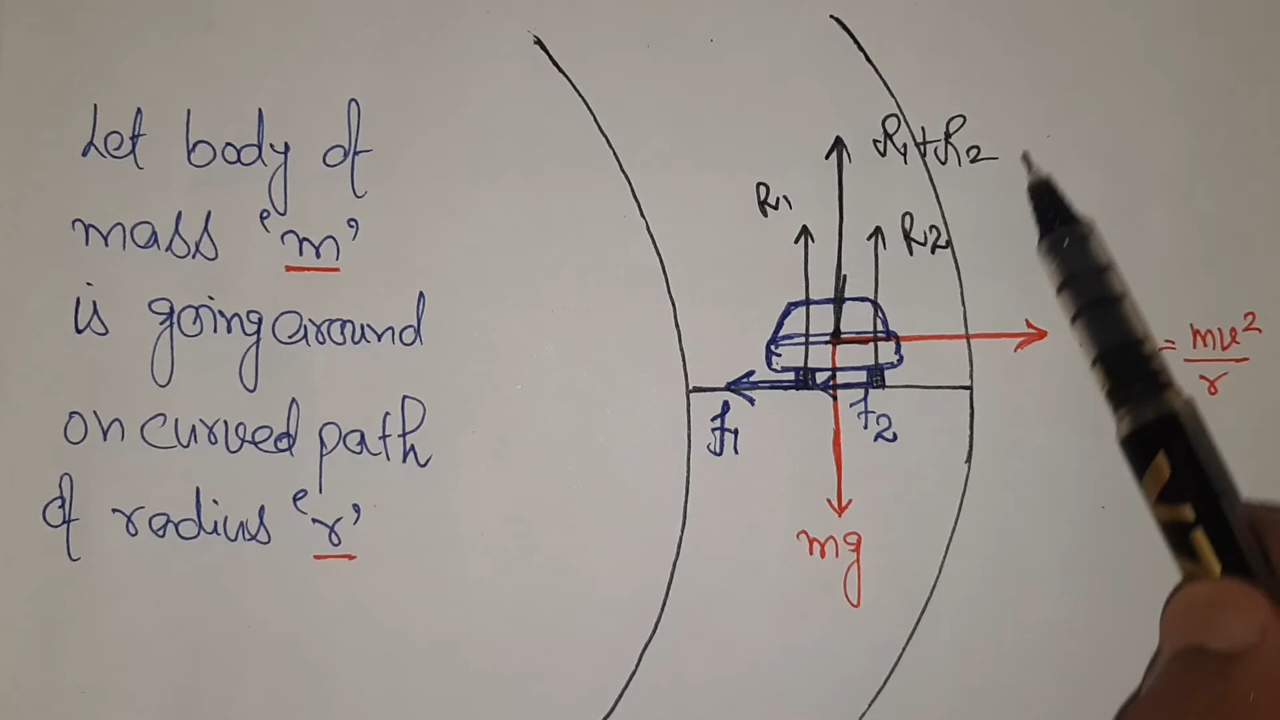 Let body of
mass 'm'
is going around
on curved path
of radius 'r'
R1+R2
R1
R2
= mv²/r
f1
f2
mg